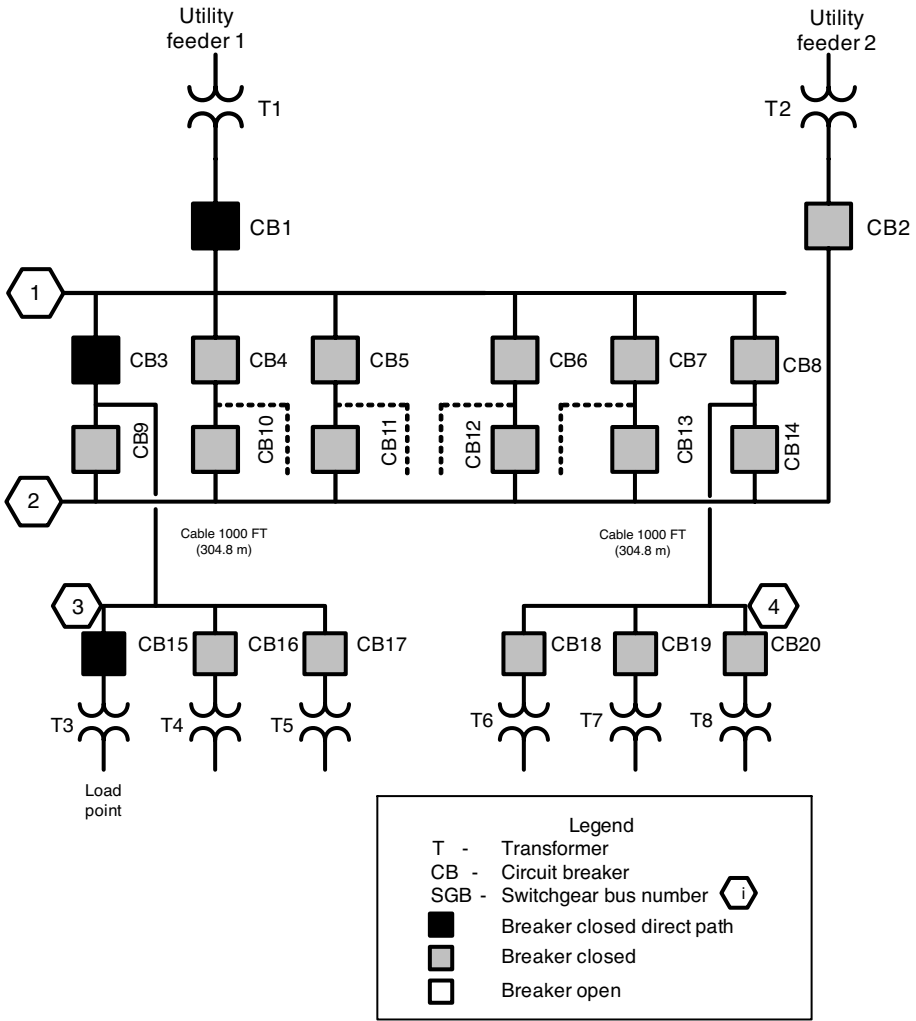 Utility
feeder 1
Utility
feeder 2
T1
T2
CB1
CB2
1
CB3
CB4
CB5
CB6
CB7
CB8
CB9
CB10
CB11
CB12
CB13
CB14
2
Cable 1000 FT
(304.8 m)
Cable 1000 FT
(304.8 m)
3
4
CB15
CB16
CB17
CB18
CB19
CB20
T3
T4
T5
T6
T7
T8
Load
point
Legend
T - Transformer
CB - Circuit breaker
SGB - Switchgear bus number i
Breaker closed direct path
Breaker closed
Breaker open